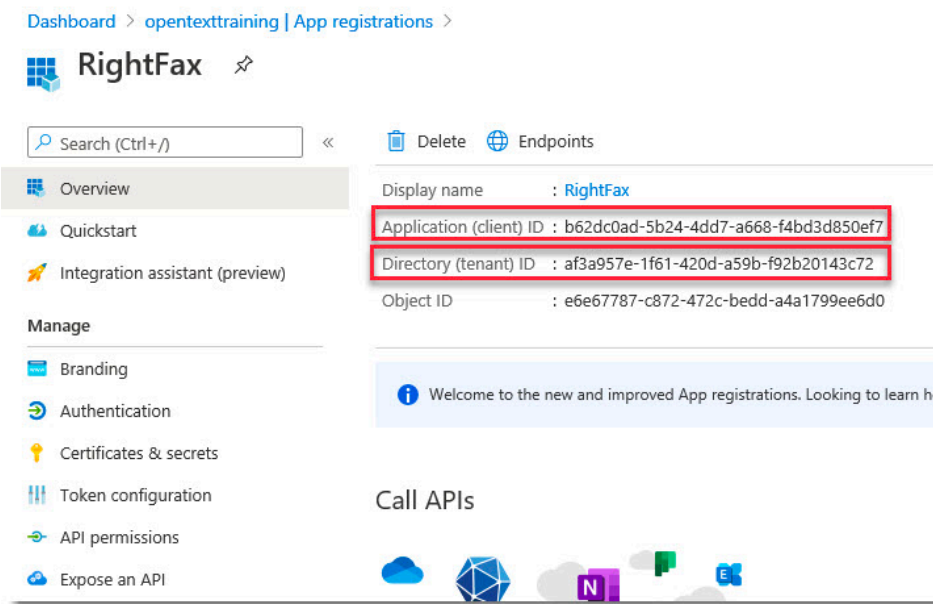 Dashboard > opentexttraining | App registrations >
RightFax
Search (Ctrl+/)
«
Overview
Quickstart
Integration assistant (preview)
Manage
Branding
Authentication
Certificates & secrets
Token configuration
API permissions
Expose an API
Delete
Endpoints
Display name : RightFax
Application (client) ID : b62dc0ad-5b24-4dd7-a668-f4bd3d850ef7
Directory (tenant) ID : af3a957e-1f61-420d-a59b-f92b20143c72
Object ID : e6e67787-c872-472c-bedd-a4a1799ee6d0
Welcome to the new and improved App registrations. Looking to learn h
Call APIs
N
E